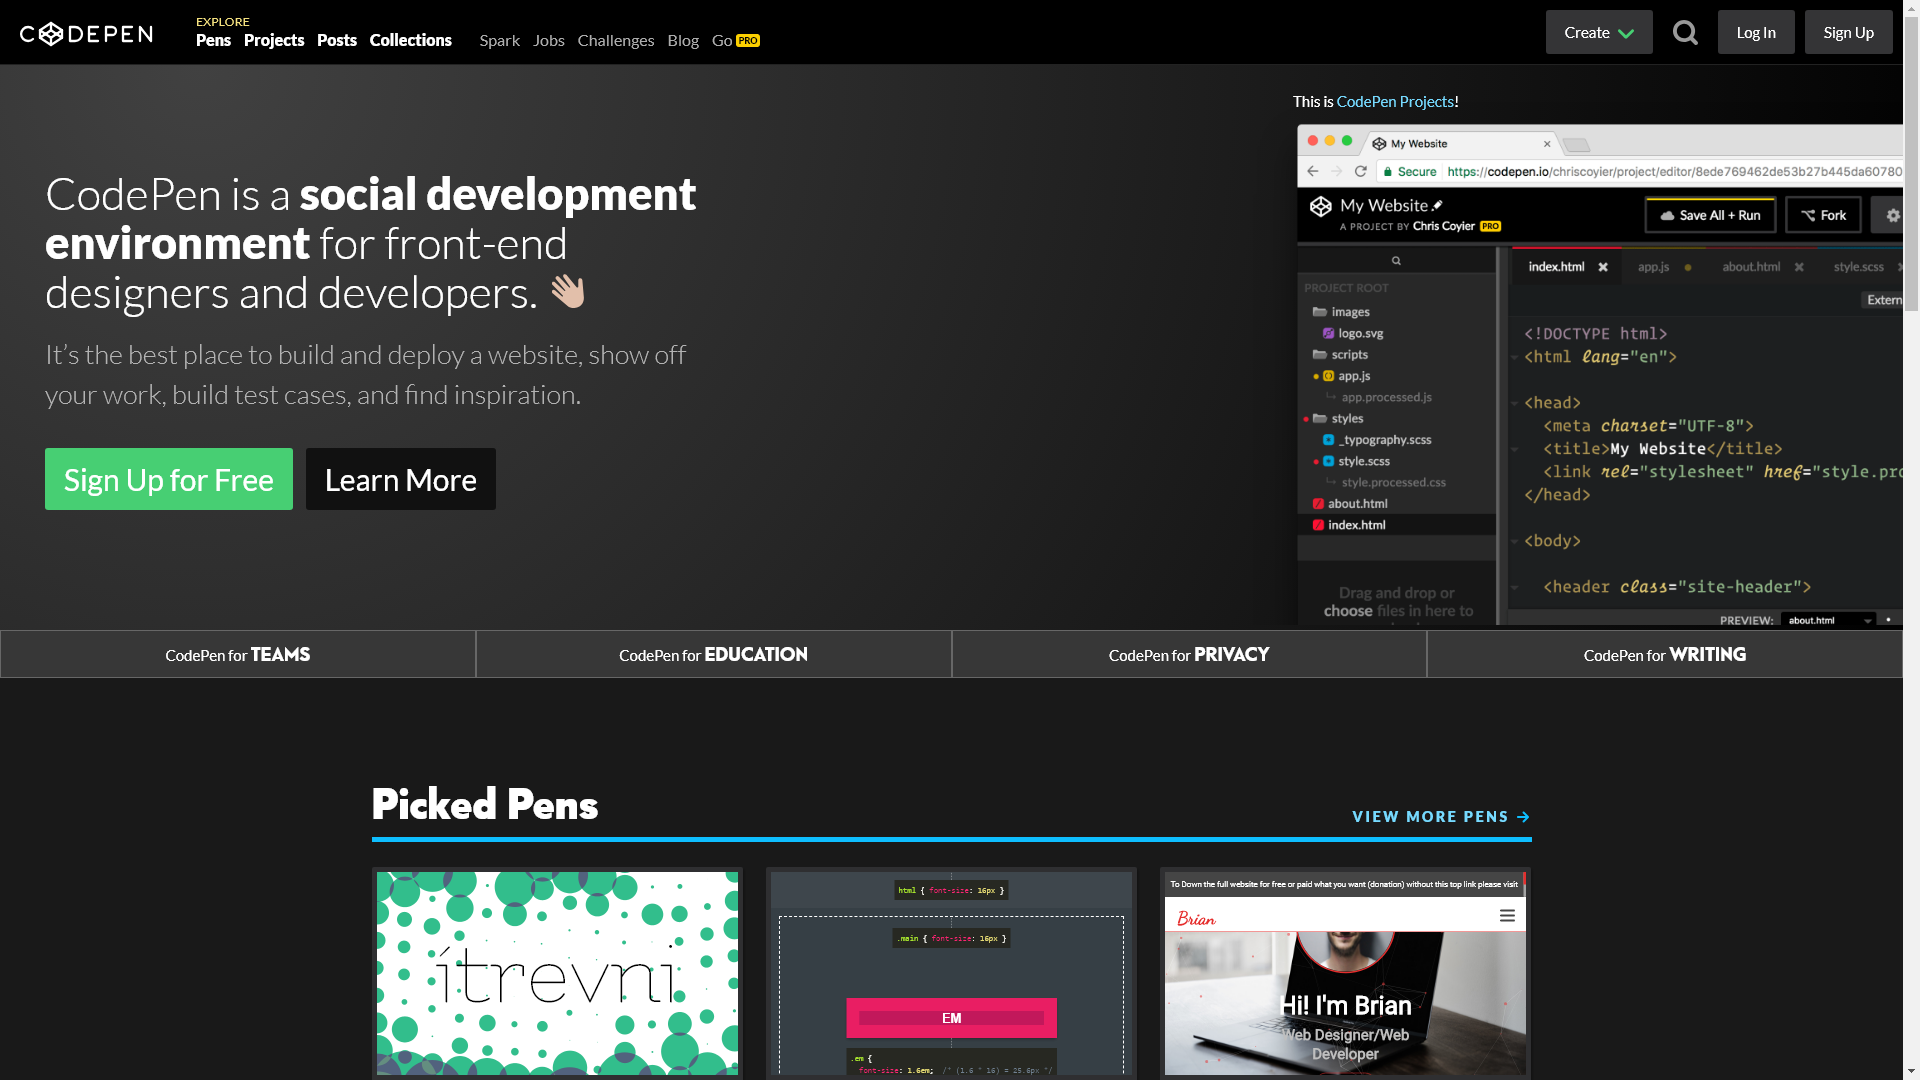 CODEPEN
EXPLORE
Pens Projects Posts Collections Spark Jobs Challenges Blog Go PRO
Create
Log In
Sign Up
This is CodePen Projects!
CodePen is a social development
environment for front-end
designers and developers.
It's the best place to build and deploy a website, show off
your work, build test cases, and find inspiration.
Sign Up for Free
Learn More
My Website
Secure https://codepen.io/chriscoyier/project/editor/8ede769462de53b27b445da60780
My Website
A PROJECT BY Chris Coyier PRO
Save All + Run
Fork
index.html
app.js
about.html
style.scss
Extern
PROJECT ROOT
images
logo.svg
scripts
app.js
app.processed.js
styles
_typography.scss
style.scss
style.processed.css
about.html
index.html
Drag and drop or
choose files in here to
<!DOCTYPE html>
<html lang="en">
<head>
<meta charset="UTF-8">
<title>My Website</title>
<link rel="stylesheet" href="style.pro
</head>
<body>
<header class="site-header">
PREVIEW: about.html
CodePen for TEAMS
CodePen for EDUCATION
CodePen for PRIVACY
CodePen for WRITING
Picked Pens
VIEW MORE PENS →
itrevni
html { font-size: 16px }
.main { font-size: 16px }
EM
.em {
font-size: 1.6em; /* (1.6 * 16) = 25.6px */
To Down the full website for free or paid what you want (donation) without this top link please visit
Brian
Hi! I'm Brian
Web Designer/Web
Developer